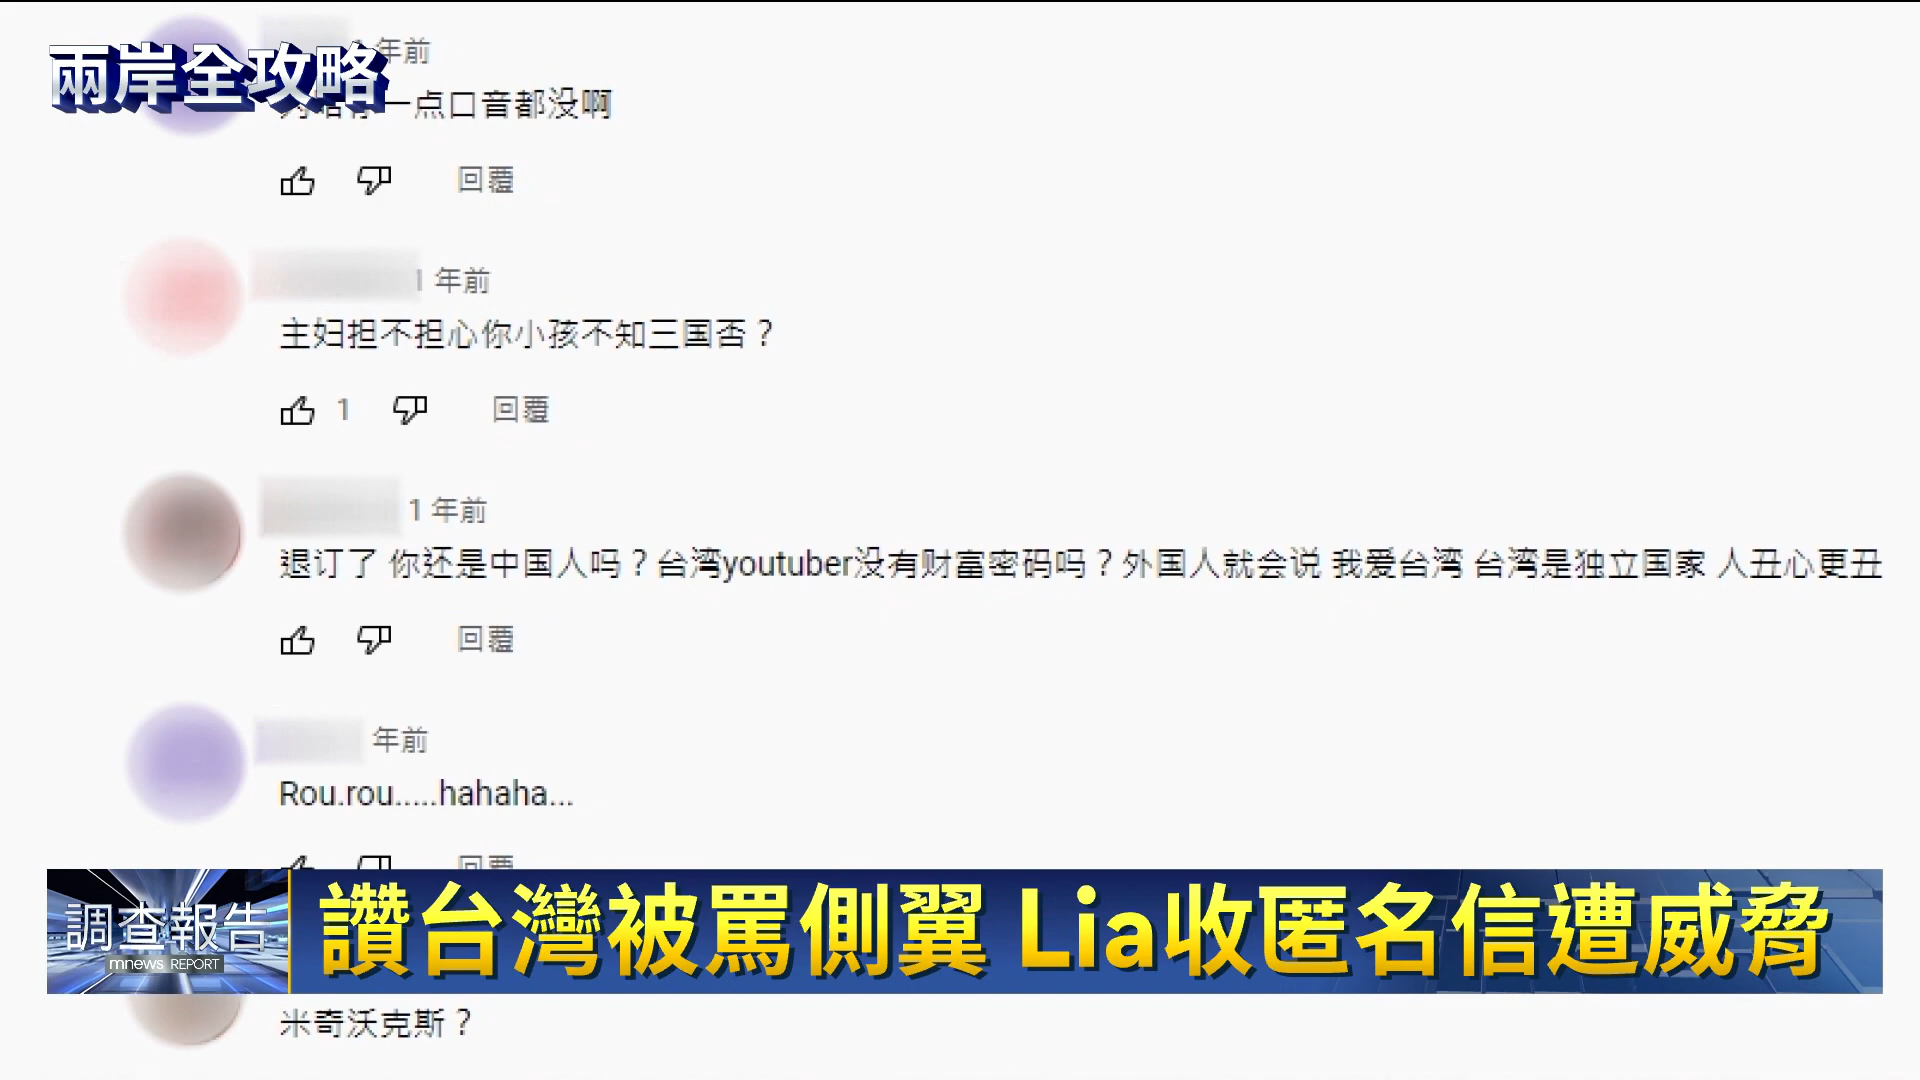 兩岸全攻略
年前
一点口音都没啊
回覆
1 年前
主妇担不担心你小孩不知三国否？
1
回覆
1 年前
退订了 你还是中国人吗？台湾youtuber没有财富密码吗？外国人就会说 我爱台湾 台湾是独立国家 人丑心更丑
回覆
年前
Rou.rou.....hahaha...
回覆
調查報告
mnews REPORT
讚台灣被罵側翼 Lia收匿名信遭威脅
米奇沃克斯？